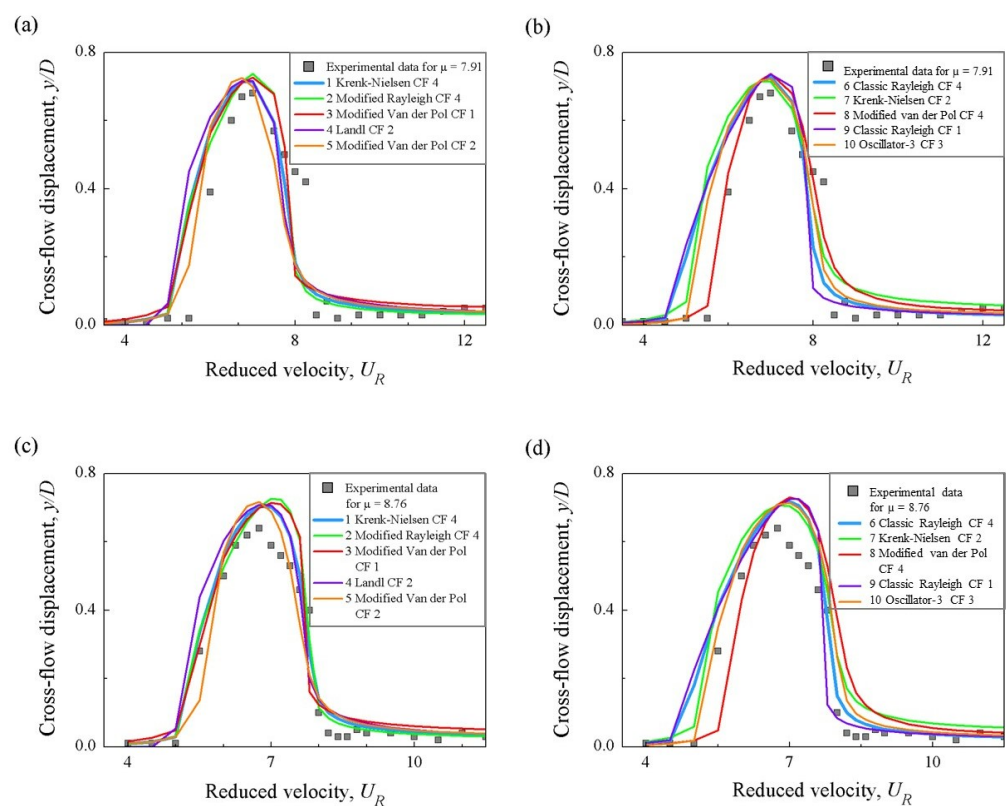 (a)
0.8
0.4
0.0
Cross-flow displacement, y/D
Experimental data for μ = 7.91
1 Krenk-Nielsen CF 4
2 Modified Rayleigh CF 4
3 Modified Van der Pol CF 1
4 Landl CF 2
5 Modified Van der Pol CF 2
4 8 12
Reduced velocity, U_R
(b)
0.8
0.4
0.0
Cross-flow displacement, y/D
Experimental data for μ = 7.91
6 Classic Rayleigh CF 4
7 Krenk-Nielsen CF 2
8 Modified van der Pol CF 4
9 Classic Rayleigh CF 1
10 Oscillator-3 CF 3
4 8 12
Reduced velocity, U_R
(c)
0.8
0.4
0.0
Cross-flow displacement, y/D
Experimental data
for μ = 8.76
1 Krenk-Nielsen CF 4
2 Modified Rayleigh CF 4
3 Modified Van der Pol
CF 1
4 Landl CF 2
5 Modified Van der Pol
CF 2
4 7 10
Reduced velocity, U_R
(d)
0.8
0.4
0.0
Cross-flow displacement, y/D
Experimental data
for μ = 8.76
6 Classic Rayleigh CF 4
7 Krenk-Nielsen CF 2
8 Modified van der Pol
CF 4
9 Classic Rayleigh CF 1
10 Oscillator-3 CF 3
4 7 10
Reduced velocity, U_R